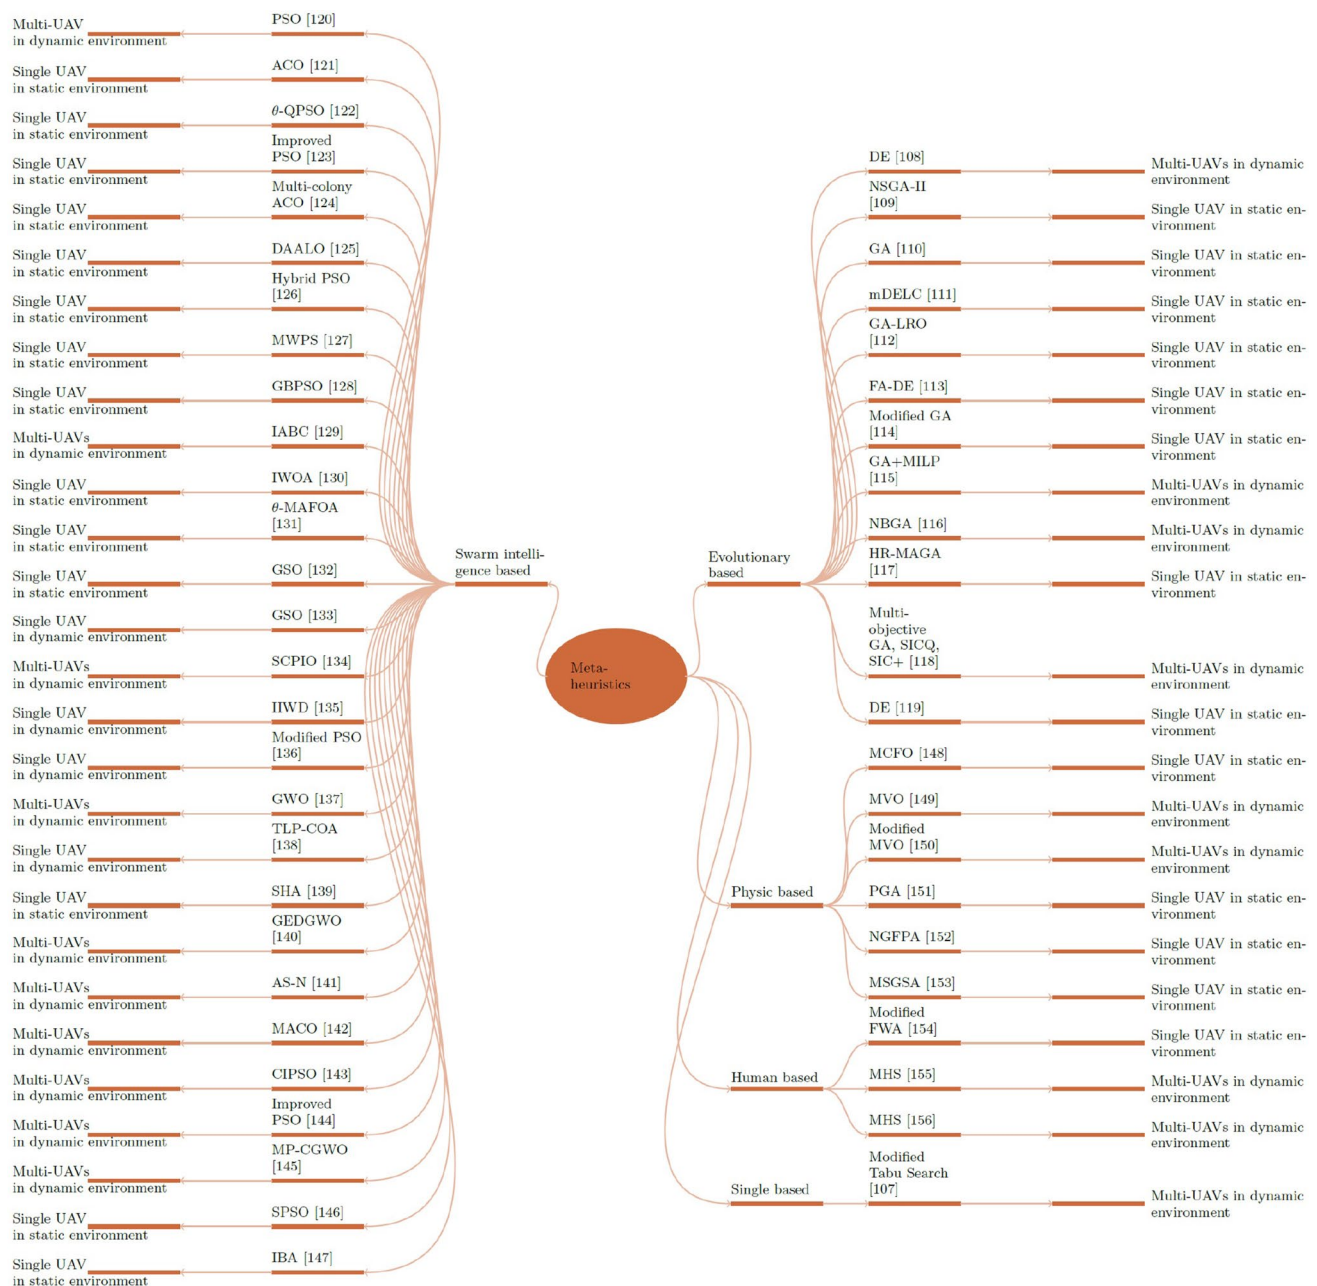 Multi-UAV
in dynamic environment
PSO [120]
Single UAV
in static environment
ACO [121]
Single UAV
in static environment
θ-QPSO [122]
Single UAV
in static environment
Improved
PSO [123]
Single UAV
in static environment
Multi-colony
ACO [124]
Single UAV
in static environment
DAALO [125]
Single UAV
in static environment
Hybrid PSO
[126]
Single UAV
in static environment
MWPS [127]
Single UAV
in static environment
GBPSO [128]
Multi-UAVs
in dynamic environment
IABC [129]
Single UAV
in static environment
IWOA [130]
Single UAV
in static environment
θ-MAFOA
[131]
Single UAV
in static environment
GSO [132]
Single UAV
in dynamic environment
GSO [133]
Multi-UAVs
in dynamic environment
SCPIO [134]
Single UAV
in dynamic environment
IIWD [135]
Single UAV
in dynamic environment
Modified PSO
[136]
Multi-UAVs
in dynamic environment
GWO [137]
Single UAV
in dynamic environment
TLP-COA
[138]
Single UAV
in static environment
SHA [139]
Multi-UAVs
in dynamic environment
GEDGWO
[140]
Multi-UAVs
in dynamic environment
AS-N [141]
Multi-UAVs
in dynamic environment
MACO [142]
Multi-UAVs
in dynamic environment
CIPSO [143]
Multi-UAVs
in dynamic environment
Improved
PSO [144]
Multi-UAVs
in dynamic environment
MP-CGWO
[145]
Single UAV
in static environment
SPSO [146]
Single UAV
in static environment
IBA [147]
Swarm intelli-
gence based
Meta-
heuristics
Evolutionary
based
DE [108]
Multi-UAVs in dynamic
environment
NSGA-II
[109]
Single UAV in static en-
vironment
GA [110]
Single UAV in static en-
vironment
mDELC [111]
Single UAV in static en-
vironment
GA-LRO
[112]
Single UAV in static en-
vironment
FA-DE [113]
Single UAV in static en-
vironment
Modified GA
[114]
Single UAV in static en-
vironment
GA+MILP
[115]
Multi-UAVs in dynamic
environment
NBGA [116]
Multi-UAVs in dynamic
environment
HR-MAGA
[117]
Single UAV in static en-
vironment
Multi-
objective
GA, SICQ,
SIC+ [118]
Multi-UAVs in dynamic
environment
DE [119]
Single UAV in static en-
vironment
Physic based
MCFO [148]
Single UAV in static en-
vironment
MVO [149]
Multi-UAVs in dynamic
environment
Modified
MVO [150]
Multi-UAVs in dynamic
environment
PGA [151]
Single UAV in static en-
vironment
NGFPA [152]
Single UAV in static en-
vironment
MSGSA [153]
Single UAV in static en-
vironment
Human based
Modified
FWA [154]
Single UAV in static en-
vironment
MHS [155]
Multi-UAVs in dynamic
environment
MHS [156]
Multi-UAVs in dynamic
environment
Single based
Modified
Tabu Search
[107]
Multi-UAVs in dynamic
environment